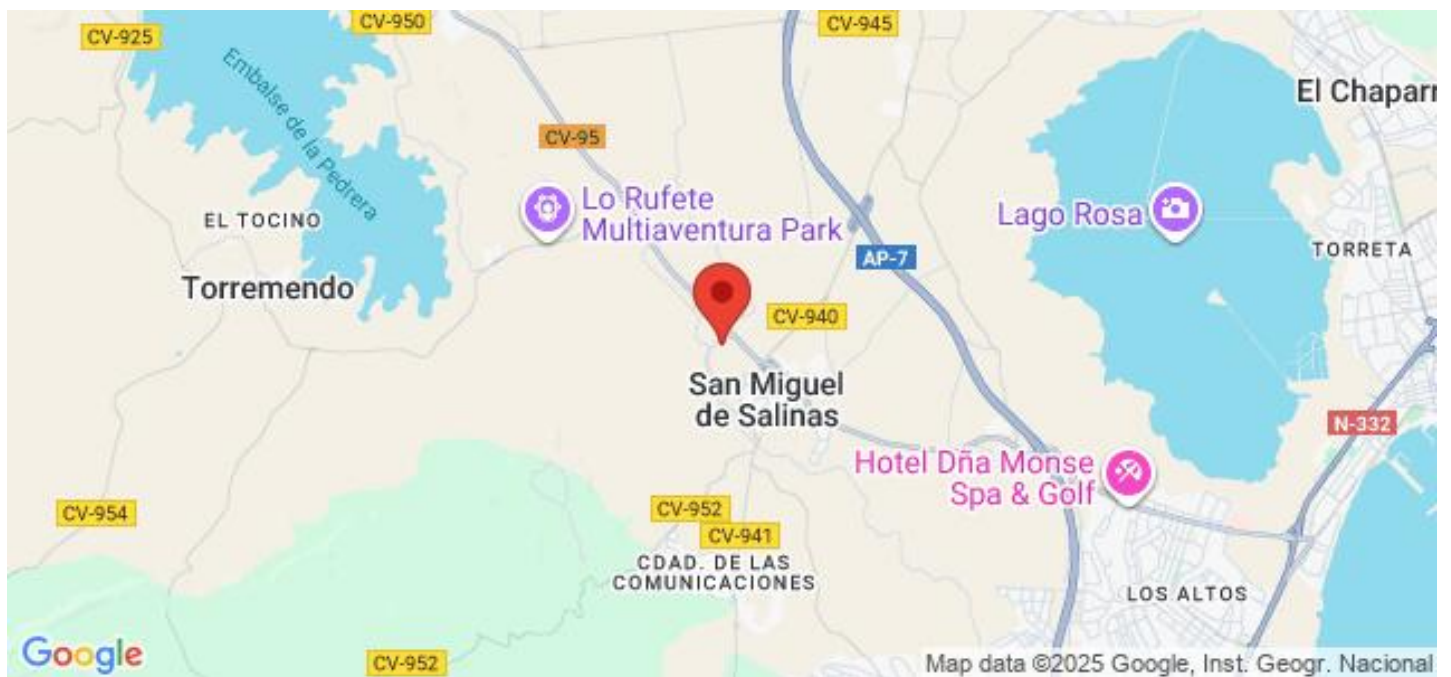 CV-925
CV-950
CV-945
El Chaparr
Embalse de la Pedrera
CV-95
Lo Rufete
Multiaventura Park
Lago Rosa
EL TOCINO
TORRETA
AP-7
Torremendo
CV-940
San Miguel
de Salinas
N-332
Hotel Dña Monse
Spa & Golf
CV-954
CV-952
CV-941
CDAD. DE LAS
COMUNICACIONES
LOS ALTOS
Google
CV-952
Map data ©2025 Google, Inst. Geogr. Nacional